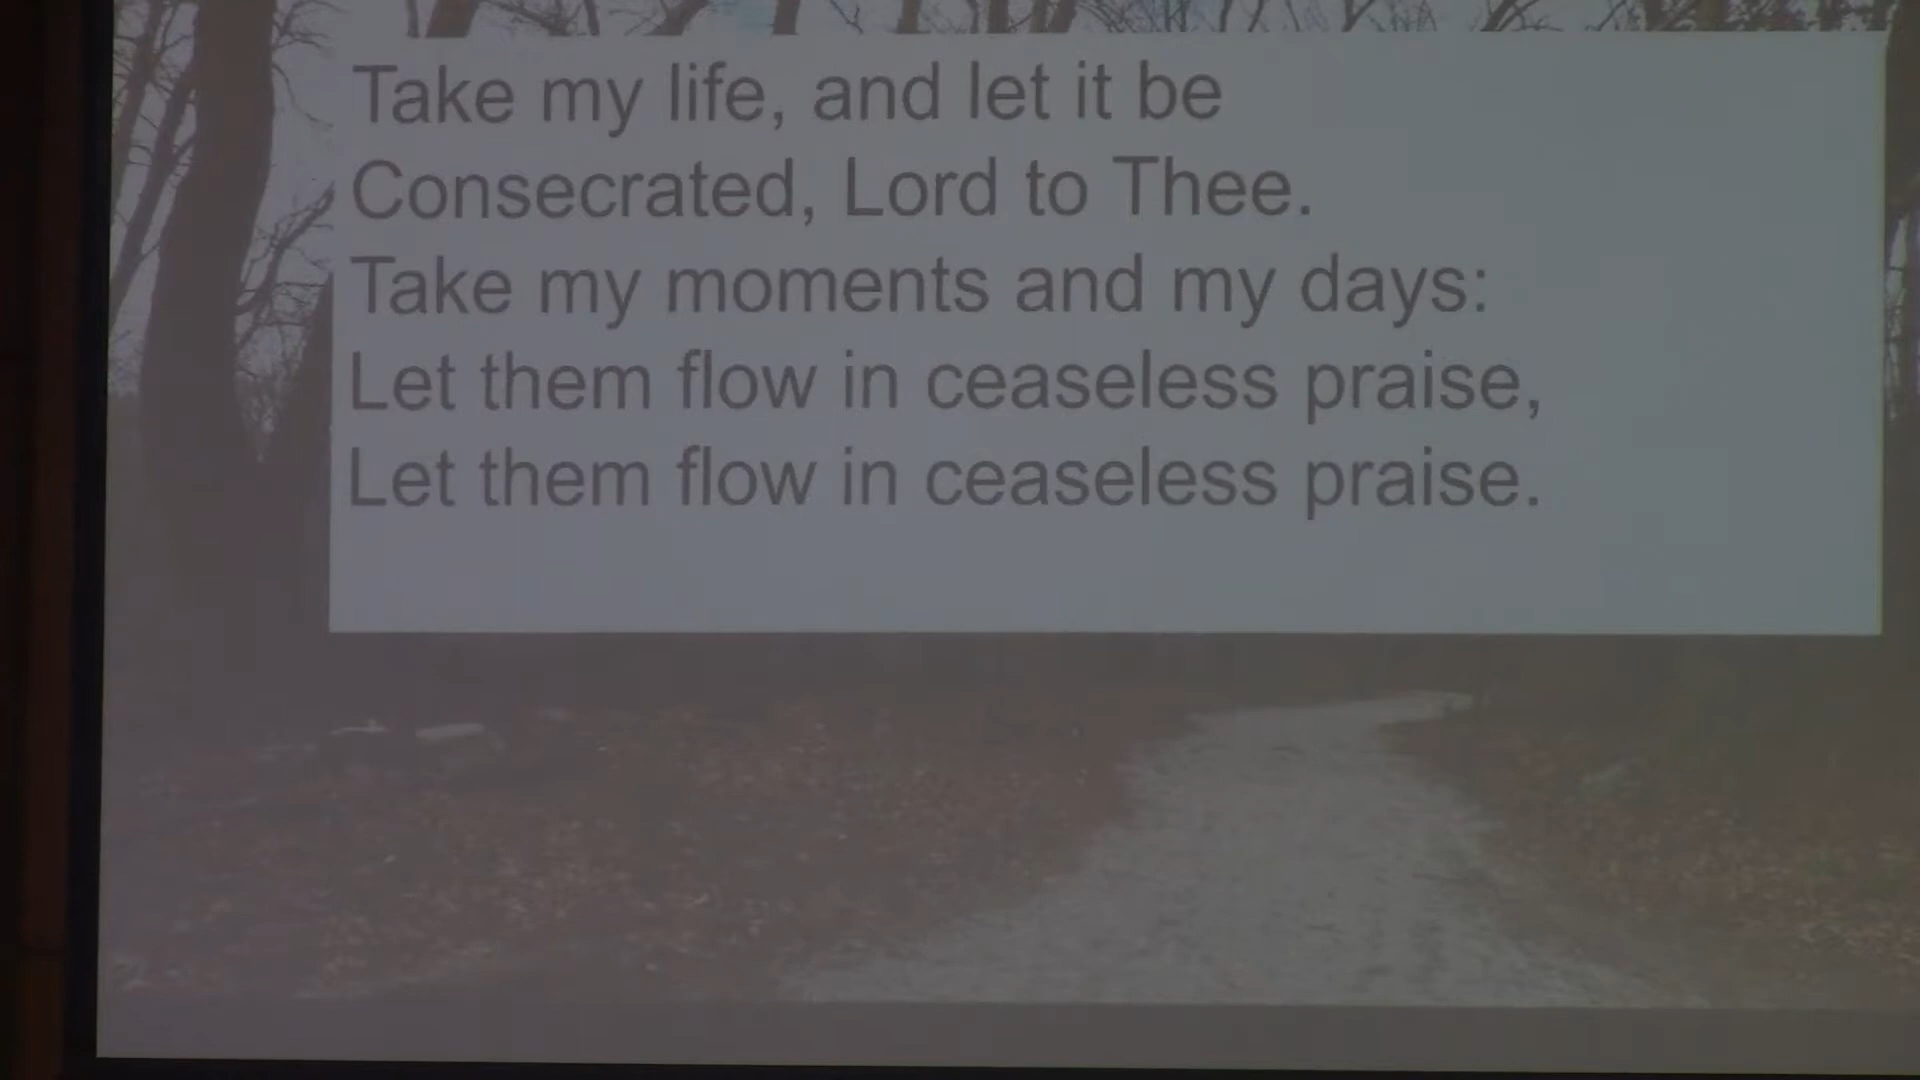 Take my life, and let it be
Consecrated, Lord to Thee.
Take my moments and my days:
Let them flow in ceaseless praise,
Let them flow in ceaseless praise.